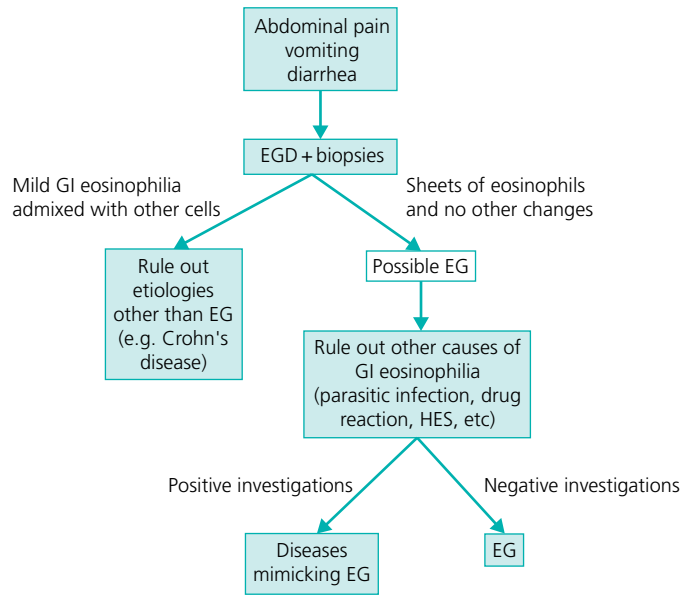 Abdominal pain
vomiting
diarrhea
EGD + biopsies
Mild GI eosinophilia
admixed with other cells
Sheets of eosinophils
and no other changes
Rule out
etiologies
other than EG
(e.g. Crohn's
disease)
Possible EG
Rule out other causes of
GI eosinophilia
(parasitic infection, drug
reaction, HES, etc)
Positive investigations
Negative investigations
Diseases
mimicking EG
EG